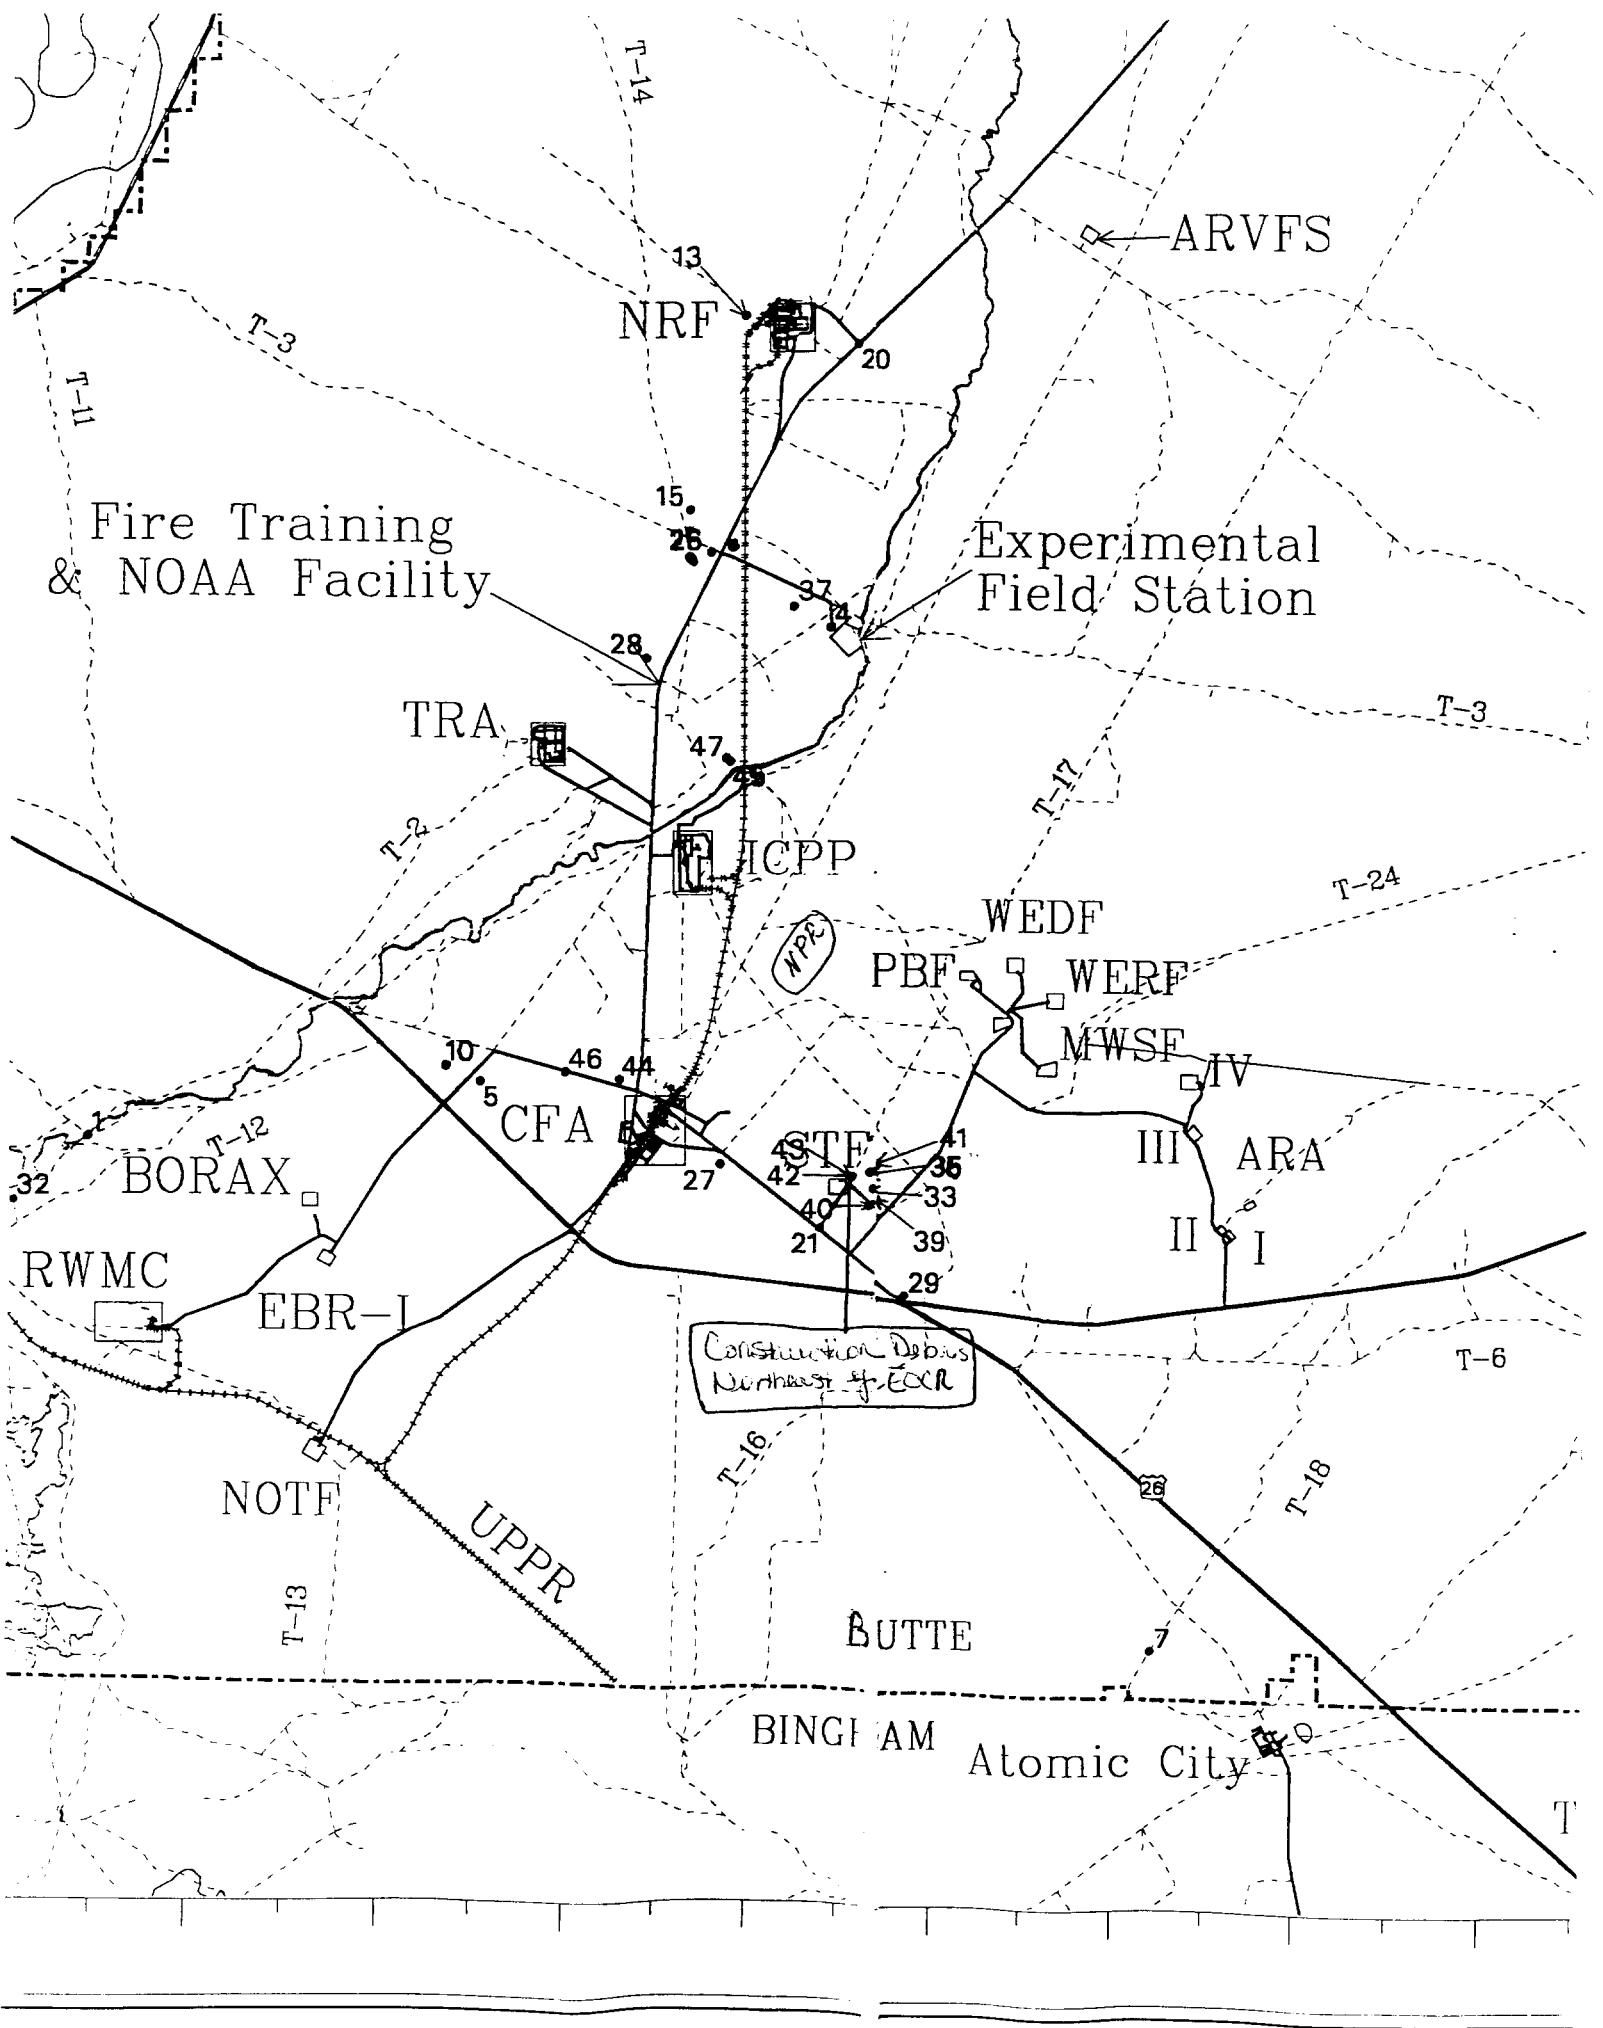 T-14
ARVFS
13
NRF
20
T-3
T-11
15
26
Fire Training
& NOAA Facility
Experimental
Field Station
37
4
28
TRA
47
T-3
T-17
T-2
ICPP
T-24
WEDF
NPR
PBF
WERF
MWSF
IV
10
46
44
5
CFA
1
T-12
STF
43
42
41
35
33
40
39
27
21
III
ARA
II
I
BORAX
32
RWMC
EBR-I
29
Construction Debris
Northeast of EOCR
T-6
T-16
26
T-18
NOTF
UPPR
T-13
BUTTE
7
BINGHAM
Atomic City
T